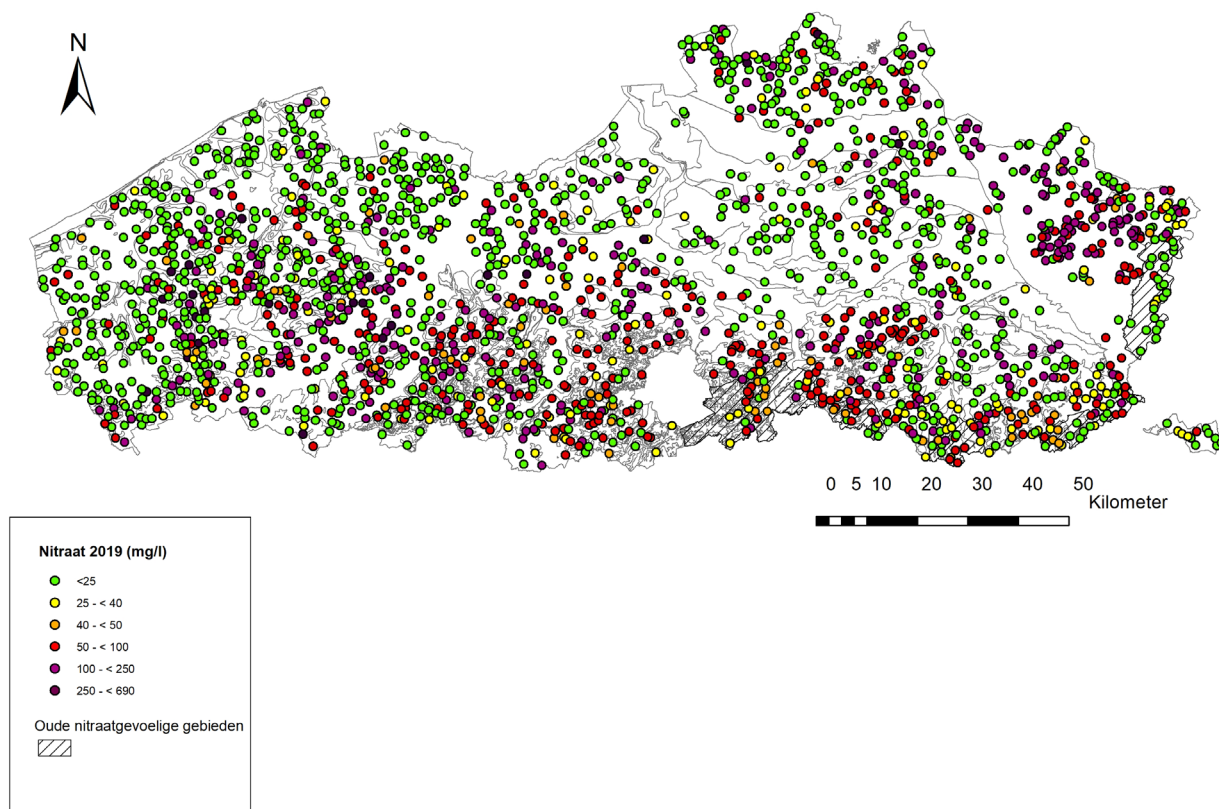 N
0 5 10 20 30 40 50
Kilometer
Nitraat 2019 (mg/l)
<25
25 - < 40
40 - < 50
50 - < 100
100 - < 250
250 - < 690
Oude nitraatgevoelige gebieden